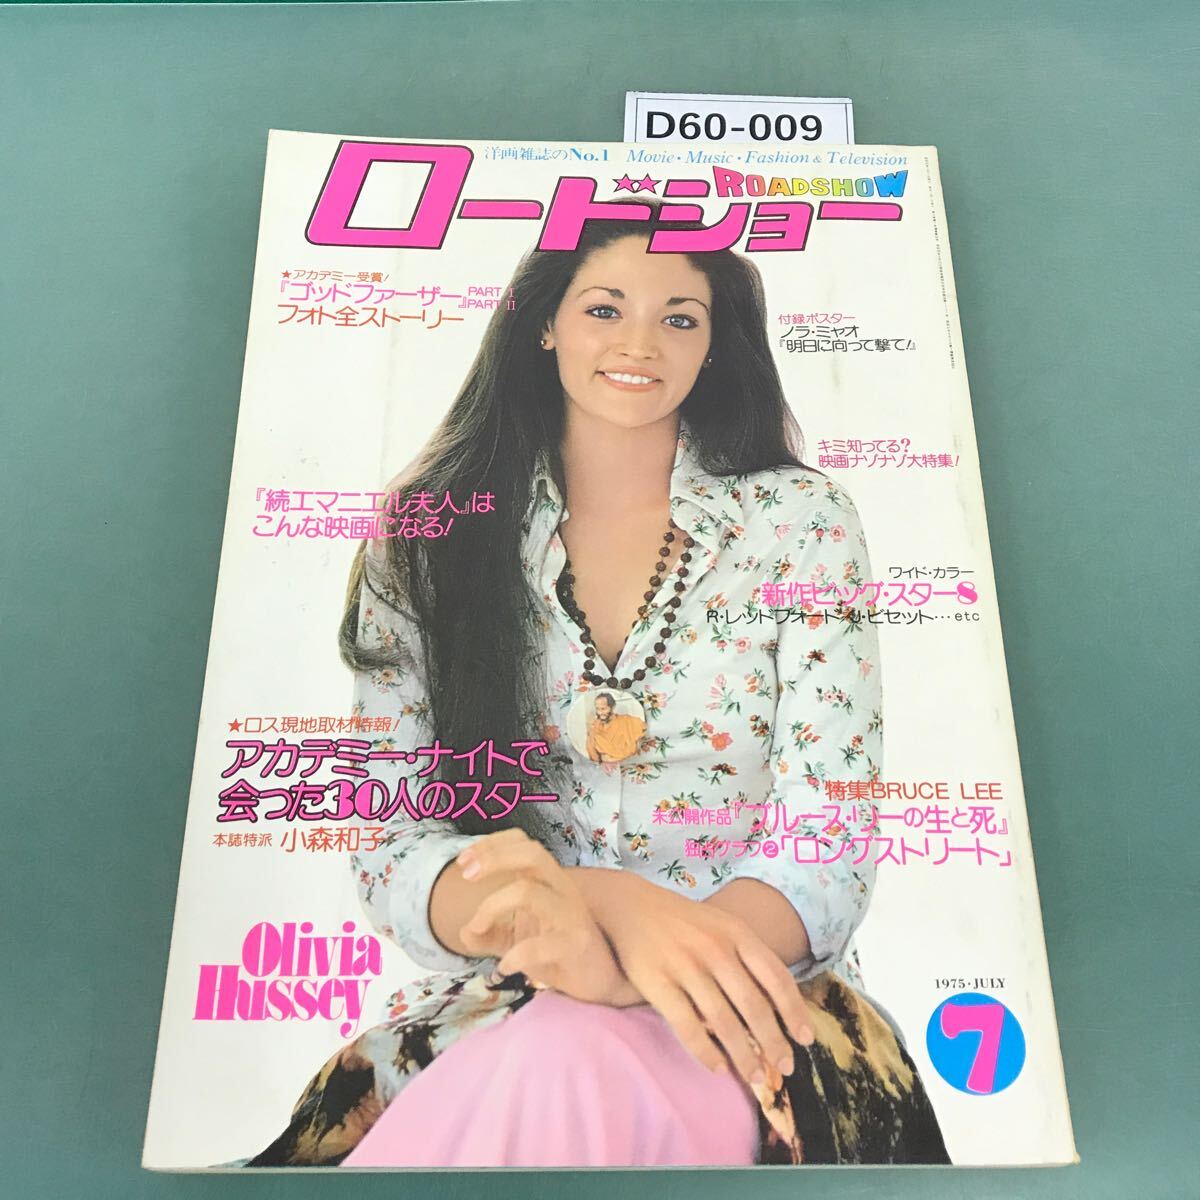 D60-009
洋画雑誌のNo.1 Movie・Music・Fashion & Television
ロードショー
ROADSHOW
★アカデミー受賞!
『ゴッドファーザー』PART I PART II
フォト全ストーリー
付録ポスター
ノラ・ミャオ
『明日に向って撃て!』
キミ知ってる?
映画ナゾナゾ大特集!
『続エマニエル夫人』は
こんな映画になる!
ワイド・カラー
新作ビッグ・スター8
R・レッドフォード J・ビセット…etc
★ロス現地取材特報!
アカデミー・ナイトで
会った30人のスター
本誌特派 小森和子
特集BRUCE LEE
未公開作品『ブルース・リーの生と死』
独占グラフ②「ロングストリート」
Olivia
Hussey
1975・JULY
7